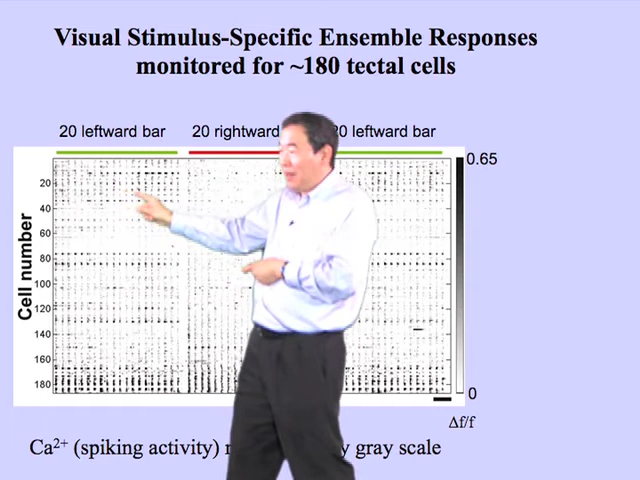 Visual Stimulus-Specific Ensemble Responses
monitored for ~180 tectal cells
20 leftward bar
20 rightward
0 leftward bar
0.65
20
40
60
80
100
120
140
160
180
Cell number
0
Δf/f
Ca²⁺ (spiking activity)
y gray scale